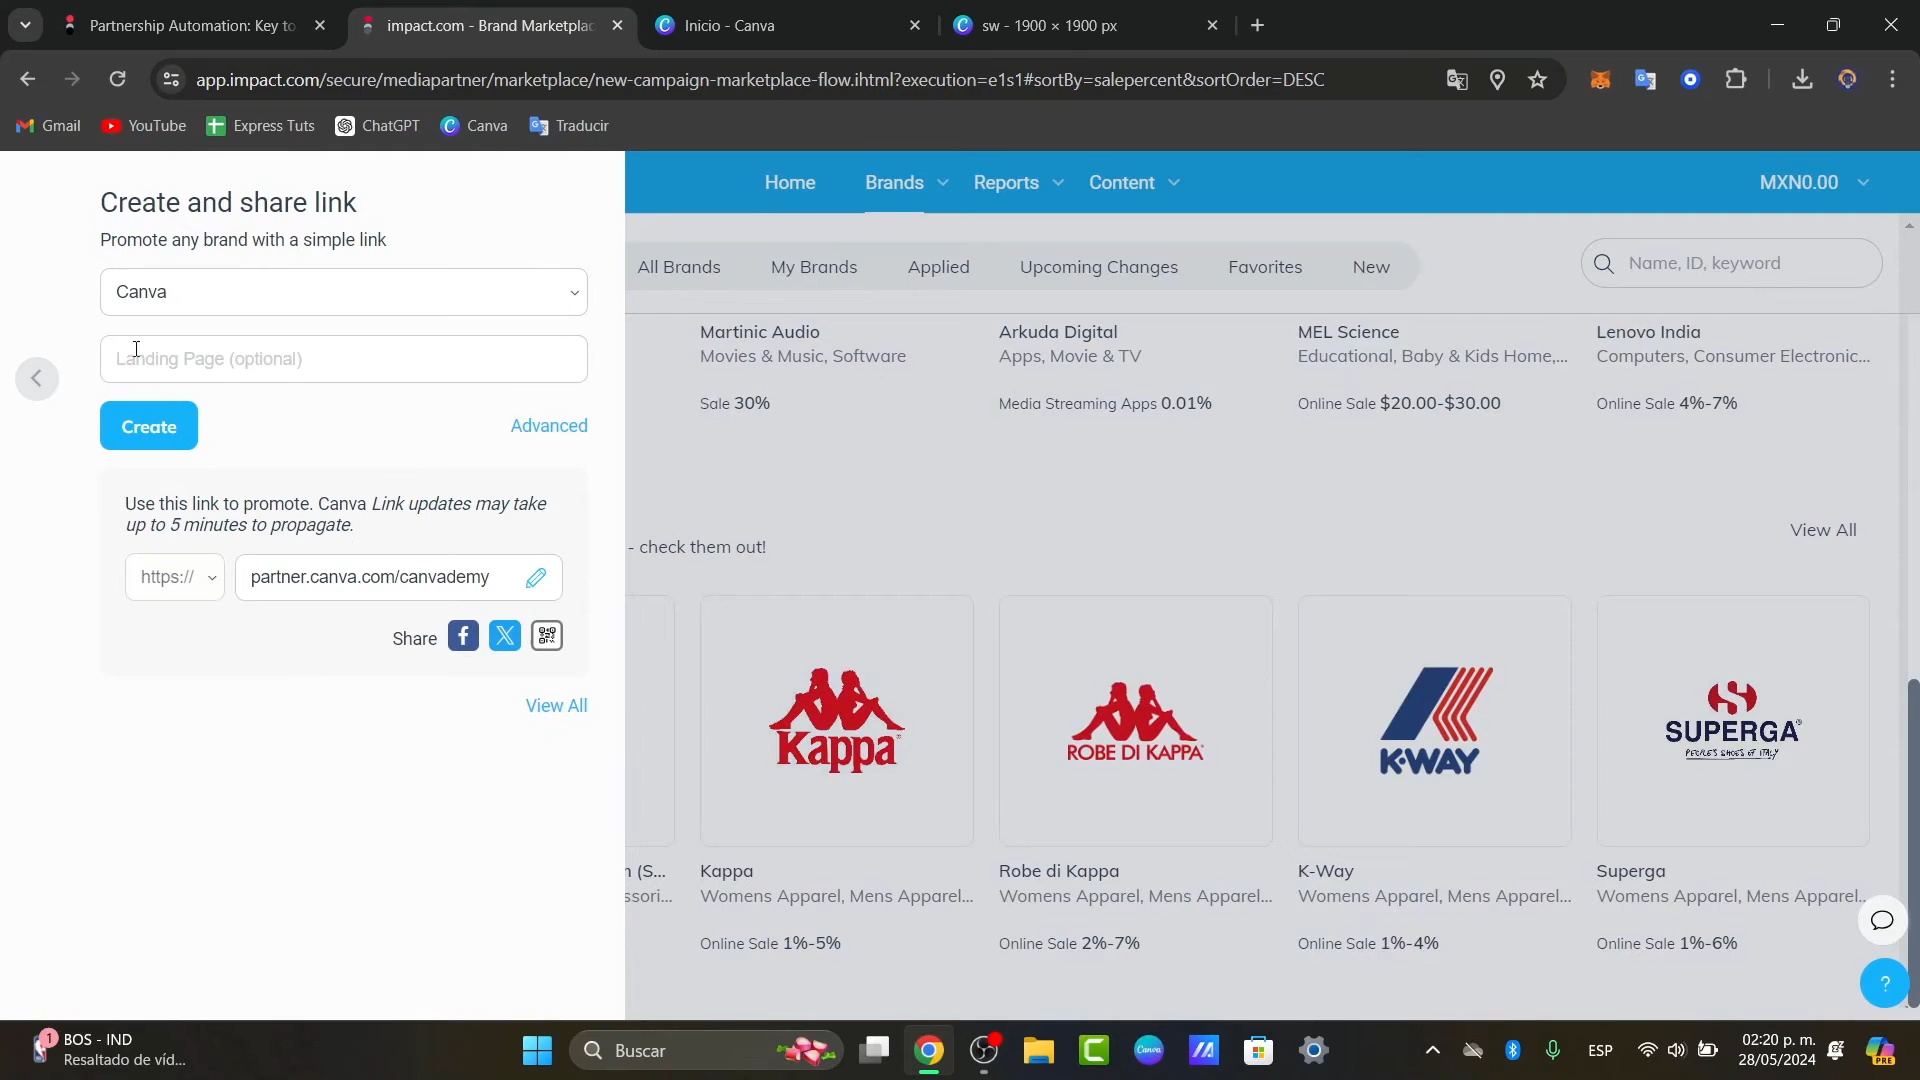 Partnership Automation: Key to
impact.com - Brand Marketplac
Inicio - Canva
sw - 1900 × 1900 px
app.impact.com/secure/mediapartner/marketplace/new-campaign-marketplace-flow.ihtml?execution=e1s1#sortBy=salepercent&sortOrder=DESC
Gmail YouTube Express Tuts ChatGPT Canva Traducir
Create and share link
Promote any brand with a simple link
Canva
Landing Page (optional)
Create Advanced
Use this link to promote. Canva Link updates may take
up to 5 minutes to propagate.
https:// partner.canva.com/canvademy
Share
View All
Home Brands Reports Content MXN0.00
All Brands My Brands Applied Upcoming Changes Favorites New Name, ID, keyword
Martinic Audio
Movies & Music, Software
Sale 30%
Arkuda Digital
Apps, Movie & TV
Media Streaming Apps 0.01%
MEL Science
Educational, Baby & Kids Home,...
Online Sale $20.00-$30.00
Lenovo India
Computers, Consumer Electronic...
Online Sale 4%-7%
View All
- check them out!
(S...
ssori...
Kappa
Kappa
Womens Apparel, Mens Apparel...
Online Sale 1%-5%
ROBE DI KAPPA
Robe di Kappa
Womens Apparel, Mens Apparel...
Online Sale 2%-7%
K-WAY
K-Way
Womens Apparel, Mens Apparel...
Online Sale 1%-4%
SUPERGA
PEOPLE'S SHOES OF ITALY
Superga
Womens Apparel, Mens Apparel...
Online Sale 1%-6%
?
1 BOS - IND
Resaltado de víd...
Buscar
Canva
ESP
02:20 p. m.
28/05/2024
PRE